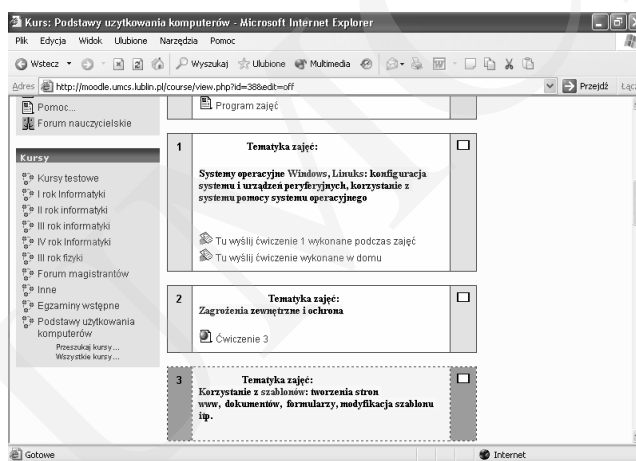 Kurs: Podstawy uzytkowania komputerów - Microsoft Internet Explorer
Plik Edycja Widok Ulubione Narzędzia Pomoc
Wstecz Wyszukaj Ulubione Multimedia
Adres http://moodle.umcs.lublin.pl/course/view.php?id=38&edit=off Przejdź Łącz
Pomoc...
Forum nauczycielskie
Kursy
Kursy testowe
I rok Informatyki
II rok informatyki
III rok informatyki
IV rok Informatyki
III rok fizyki
Forum magistrantów
Inne
Egzaminy wstępne
Podstawy użytkowania
komputerów
Przeszukaj kursy...
Wszystkie kursy...
Program zajęć
1 Tematyka zajęć:
Systemy operacyjne Windows, Linuks: konfiguracja
systemu i urządzeń peryferyjnych, korzystanie z
systemu pomocy systemu operacyjnego
Tu wyślij ćwiczenie 1 wykonane podczas zajęć
Tu wyślij ćwiczenie wykonane w domu
2 Tematyka zajęć:
Zagrożenia zewnętrzne i ochrona
Ćwiczenie 3
3 Tematyka zajęć:
Korzystanie z szablonów: tworzenia stron
www, dokumentów, formularzy, modyfikacja szablonu
itp.
Gotowe Internet